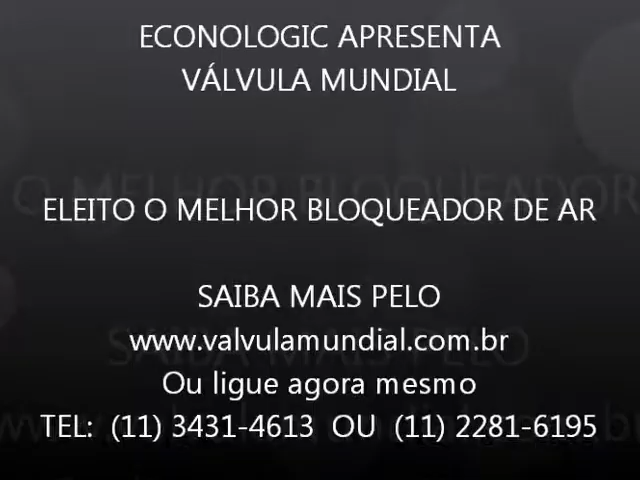 ECONOLOGIC APRESENTA
VÁLVULA MUNDIAL
ELEITO O MELHOR BLOQUEADOR DE AR
SAIBA MAIS PELO
www.valvulamundial.com.br
Ou ligue agora mesmo
TEL: (11) 3431-4613 OU (11) 2281-6195